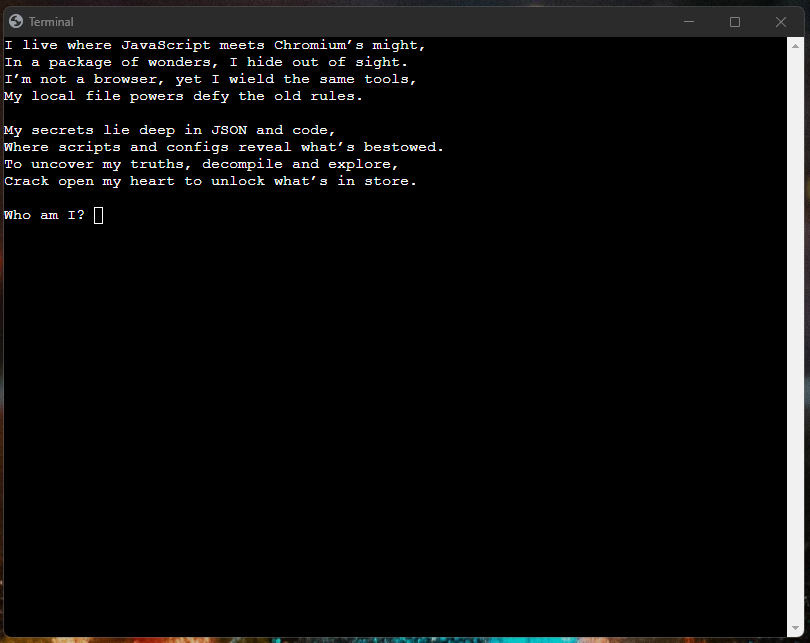 Terminal
I live where JavaScript meets Chromium’s might,
In a package of wonders, I hide out of sight.
I’m not a browser, yet I wield the same tools,
My local file powers defy the old rules.
My secrets lie deep in JSON and code,
Where scripts and configs reveal what’s bestowed.
To uncover my truths, decompile and explore,
Crack open my heart to unlock what’s in store.
Who am I?